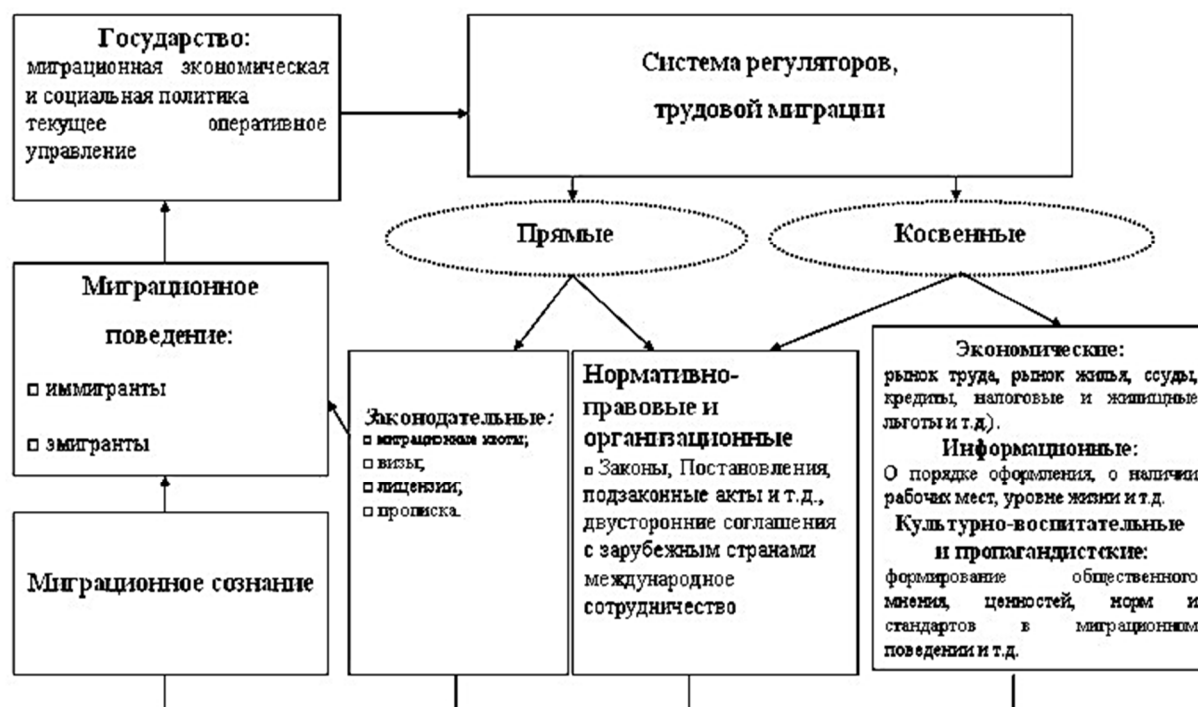 Государство:
миграционная экономическая
и социальная политика
текущее оперативное
управление
Система регуляторов,
трудовой миграции
Прямые
Косвенные
Миграционное
поведение:
□ иммигранты
□ эмигранты
Миграционное сознание
Законодательные:
□ миграционные квоты;
□ визы;
□ лицензии;
□ прописка.
Нормативно-
правовые и
организационные
□ Законы, Постановления,
подзаконные акты и т.д.,
двусторонние соглашения
с зарубежным странами
международное
сотрудничество
Экономические:
рынок труда, рынок жилья, ссуды,
кредиты, налоговые и жилищные
льготы и т.д.).
Информационные:
О порядке оформления, о наличии
рабочих мест, уровне жизни и т.д.
Культурно-воспитательные
и пропагандистские:
формирование общественного
мнения, ценностей, норм и
стандартов в миграционном
поведении и т.д.